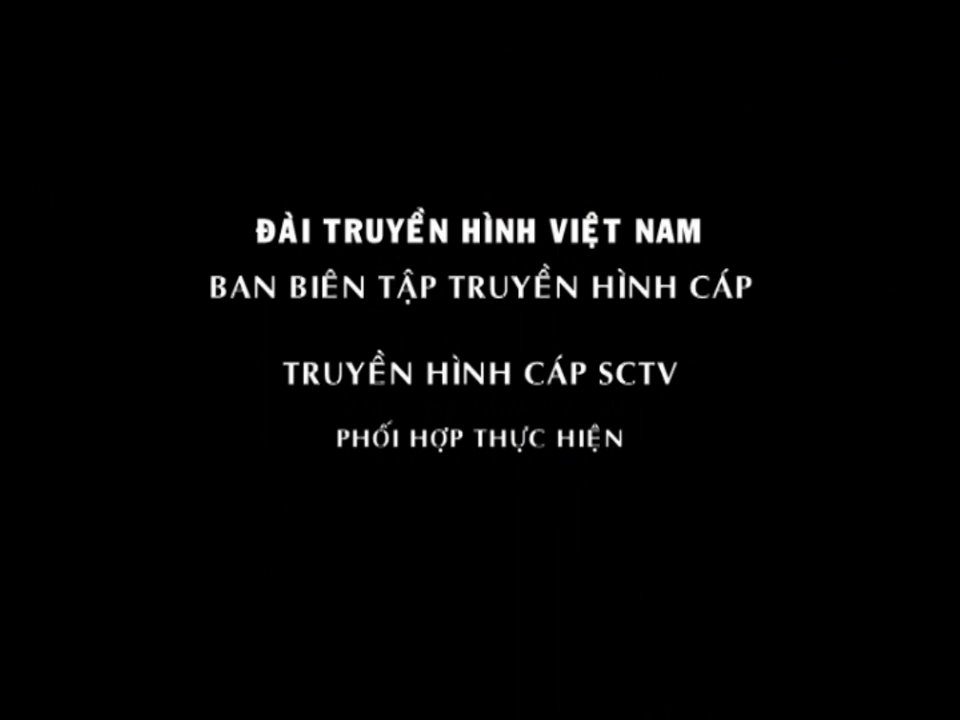 ĐÀI TRUYỀN HÌNH VIỆT NAM
BAN BIÊN TẬP TRUYỀN HÌNH CÁP
TRUYỀN HÌNH CÁP SCTV
PHỐI HỢP THỰC HIỆN